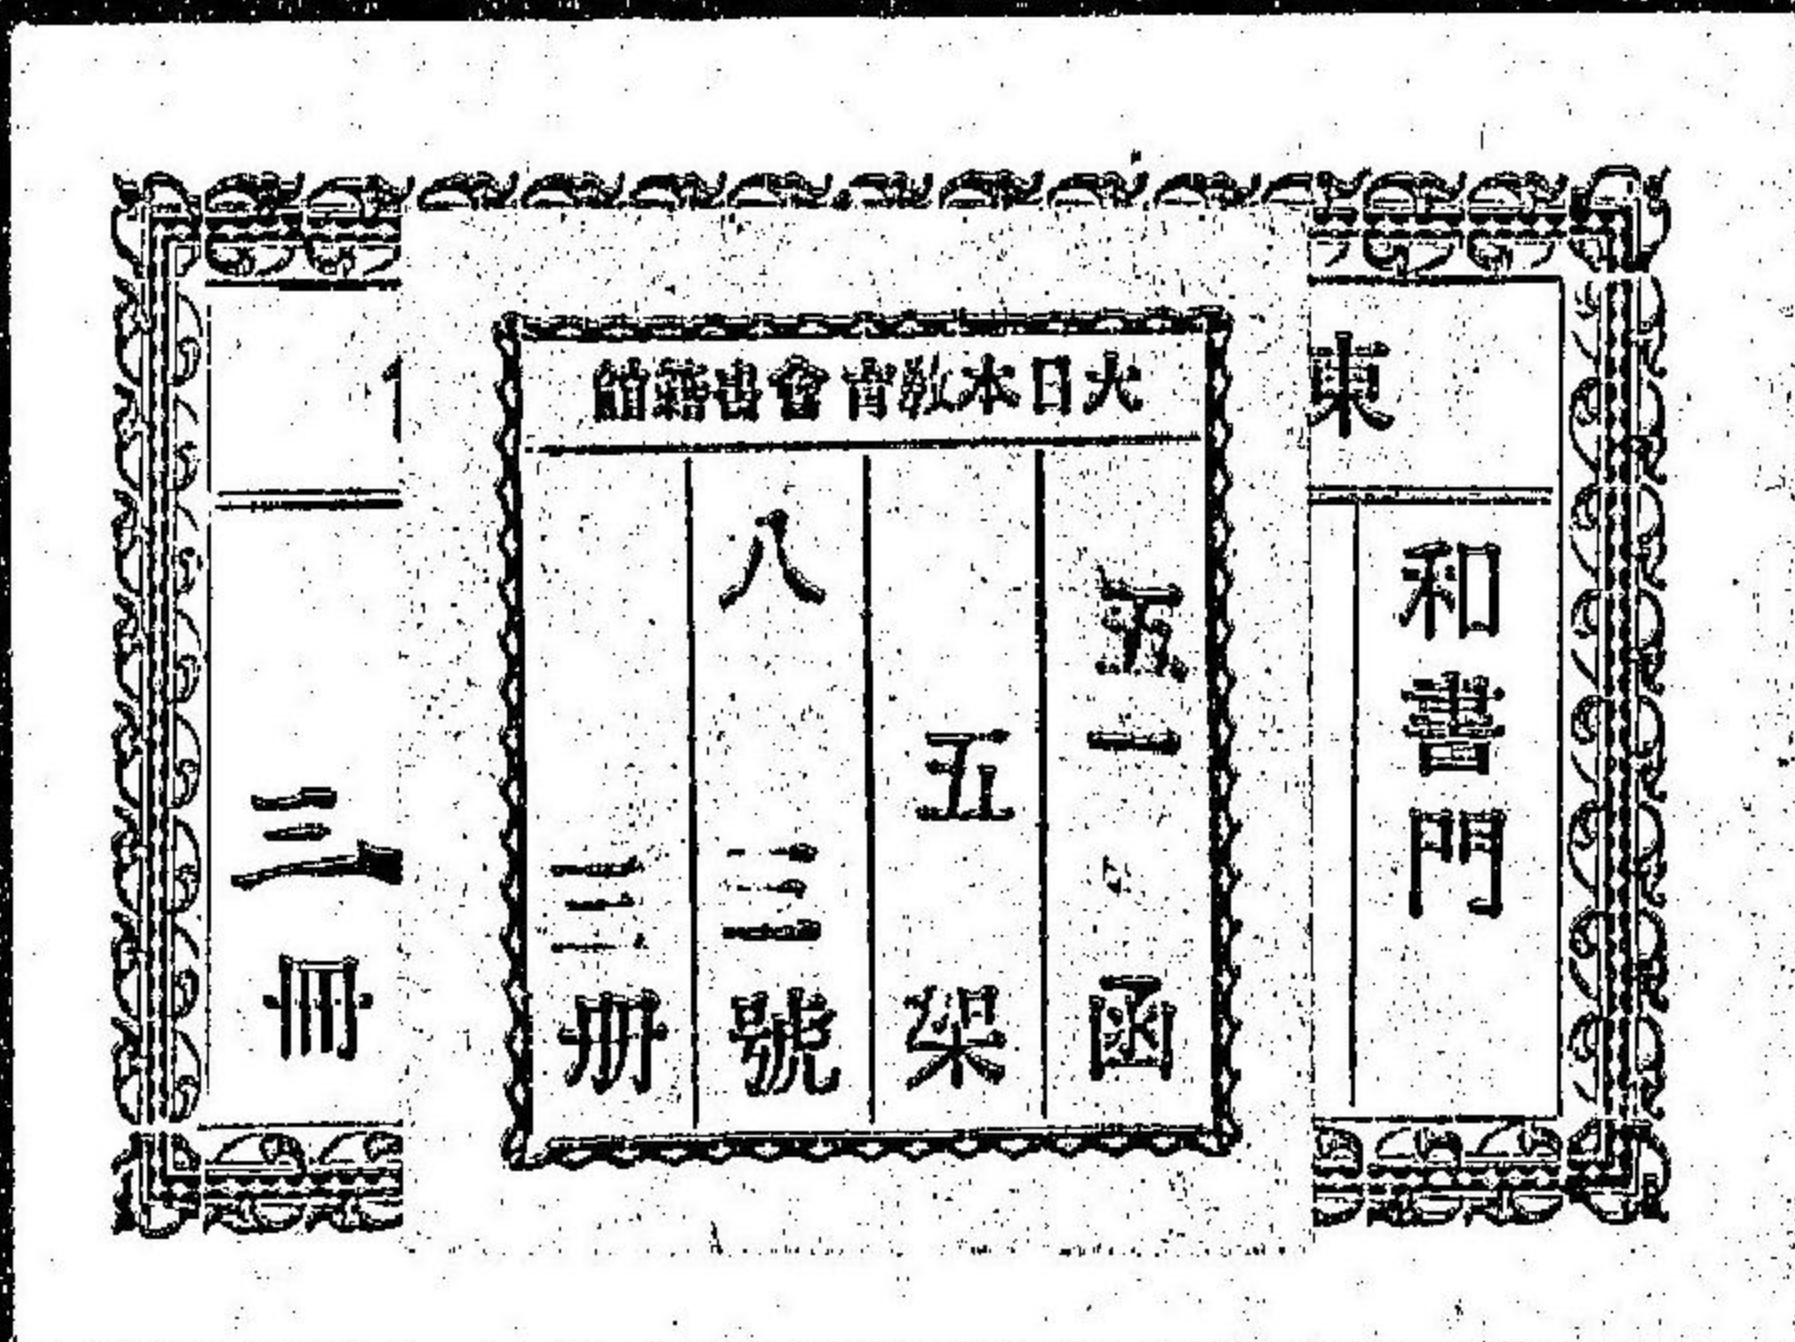 東
和書門
大日本教育會書籍館
五一函
五架
八三號
三册
三冊